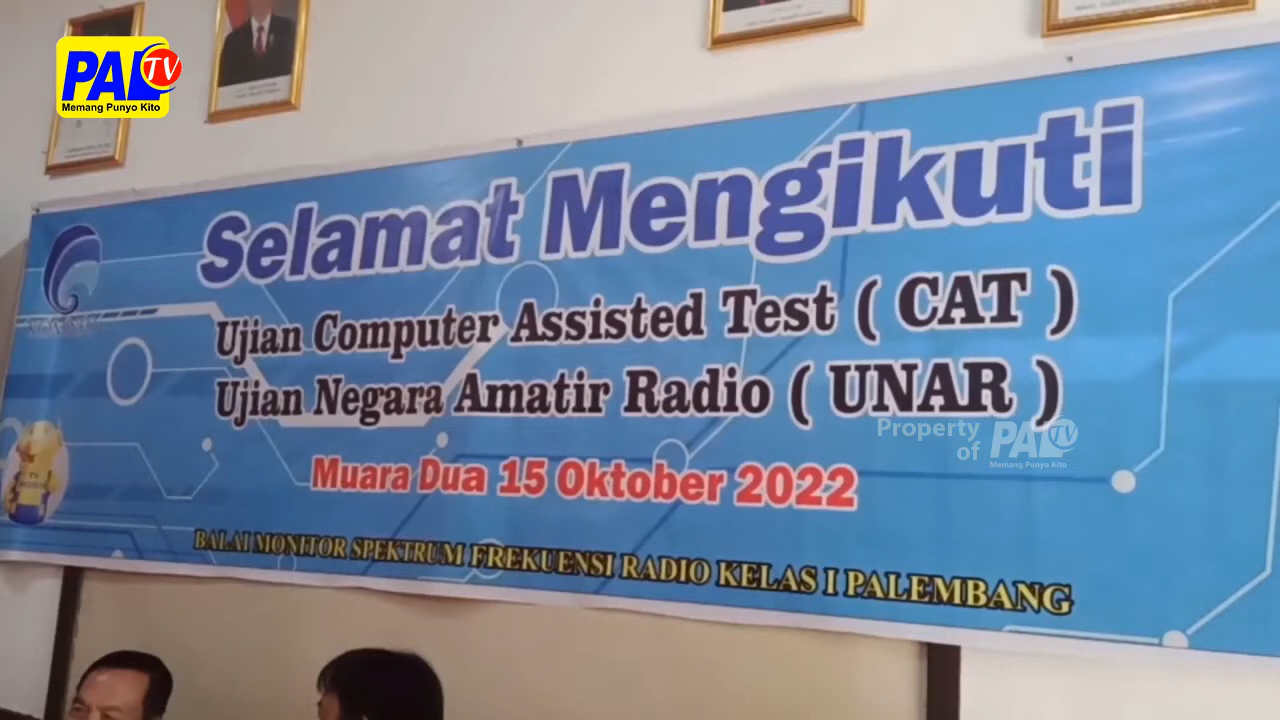 PAL TV
Memang Punyo Kito
Selamat Mengikuti
Ujian Computer Assisted Test ( CAT )
Ujian Negara Amatir Radio ( UNAR )
Property of PAL TV
Memang Punyo Kito
Muara Dua 15 Oktober 2022
BALAI MONITOR SPEKTRUM FREKUENSI RADIO KELAS I PALEMBANG